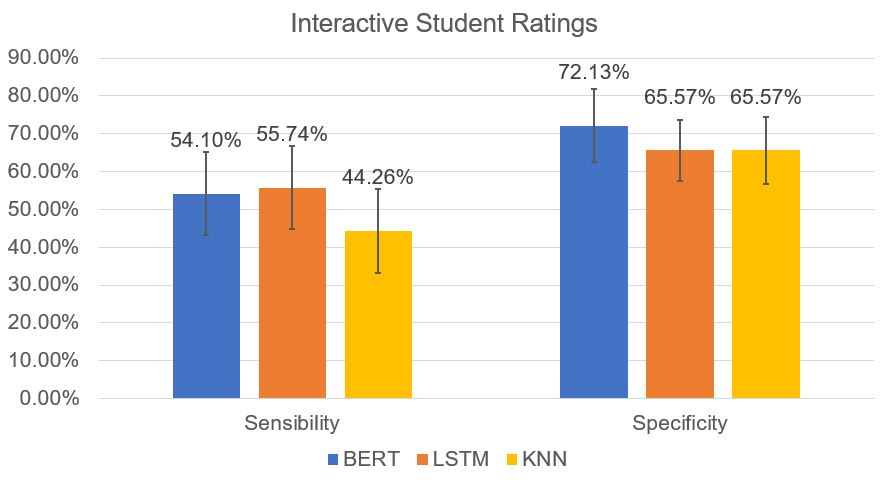 Interactive Student Ratings
90.00%
80.00%
70.00%
60.00%
50.00%
40.00%
30.00%
20.00%
10.00%
0.00%
54.10%
55.74%
44.26%
72.13%
65.57%
65.57%
Sensibility
Specificity
BERT
LSTM
KNN